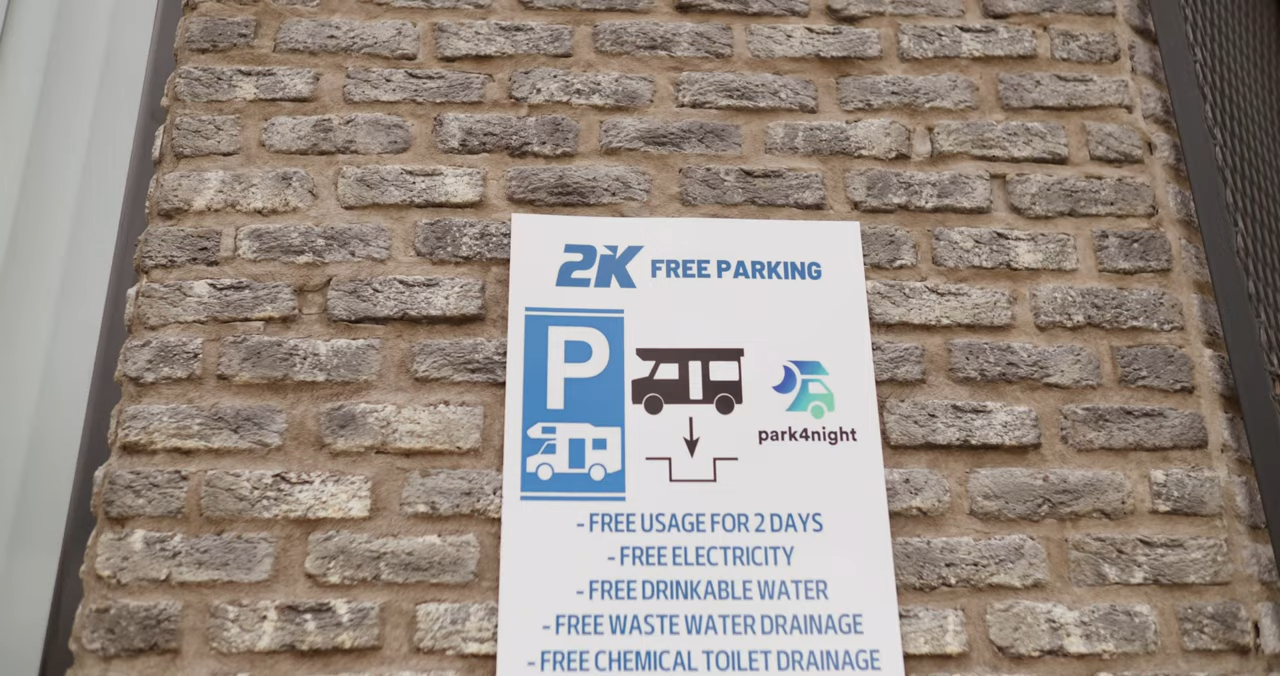 2K FREE PARKING
P
park4night
- FREE USAGE FOR 2 DAYS
- FREE ELECTRICITY
- FREE DRINKABLE WATER
- FREE WASTE WATER DRAINAGE
- FREE CHEMICAL TOILET DRAINAGE